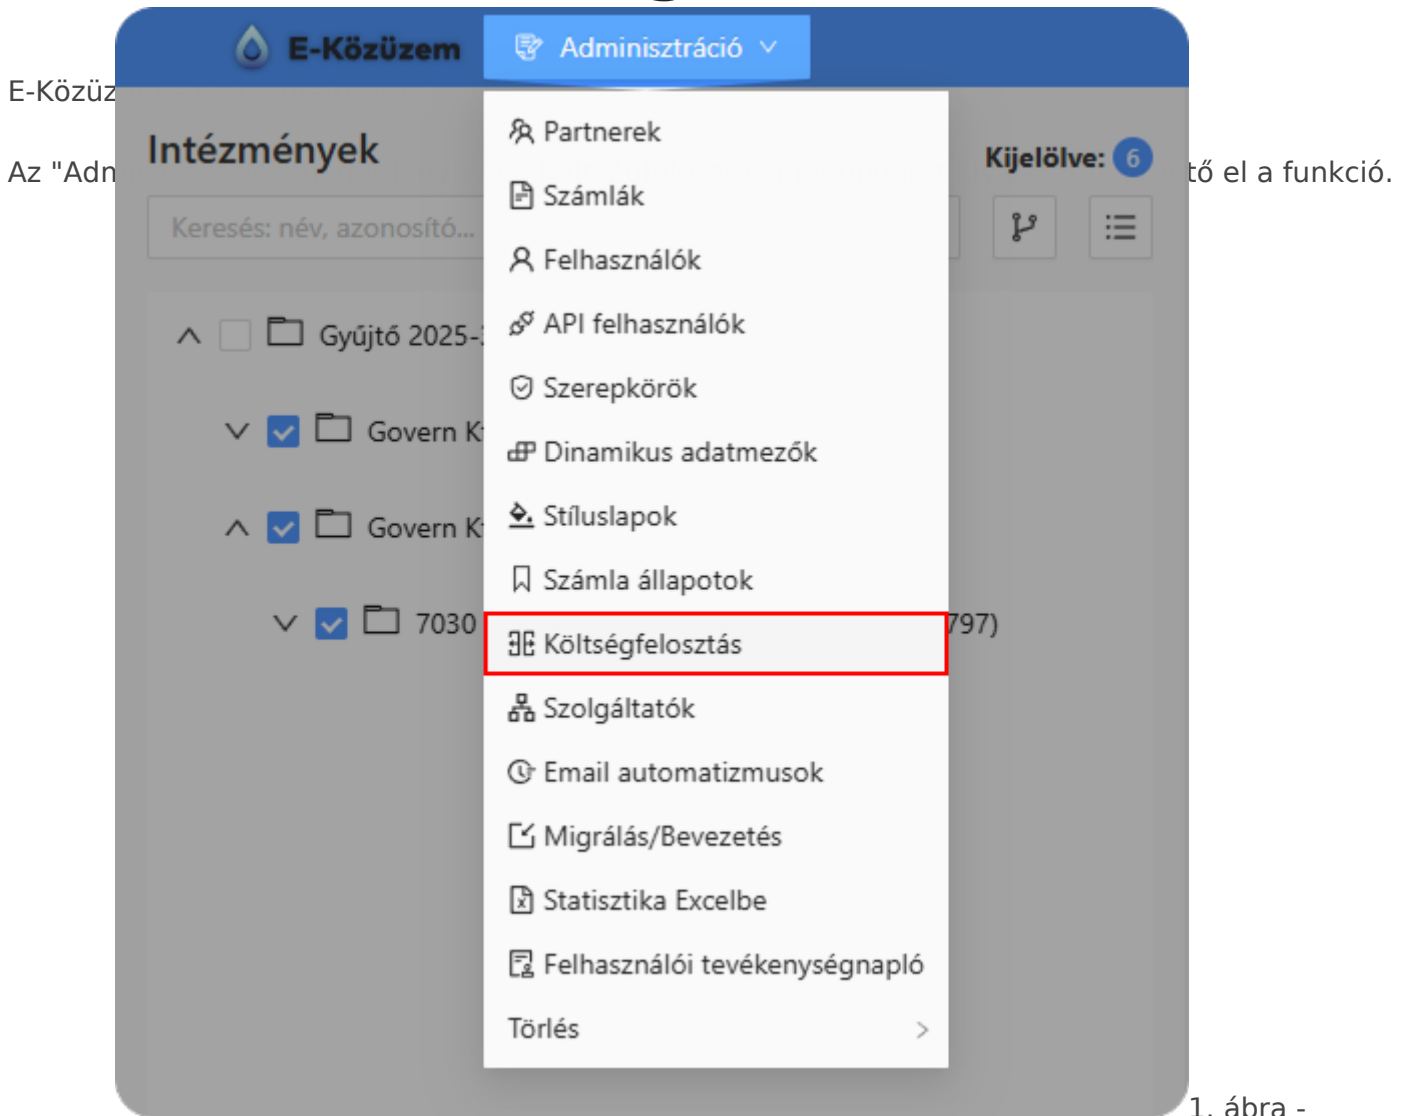 E-Közüzem Adminisztráció
E-Közüz
Intézmények
Kijelölve: 6
Az "Adm
tő el a funkció.
Keresés: név, azonosító...
Gyűjtő 2025-
Govern K
Govern K
7030
797)
Partnerek
Számlák
Felhasználók
API felhasználók
Szerepkörök
Dinamikus adatmezők
Stíluslapok
Számla állapotok
Költségfelosztás
Szolgáltatók
Email automatizmusok
Migrálás/Bevezetés
Statisztika Excelbe
Felhasználói tevékenységnapló
Törlés
1. ábra -